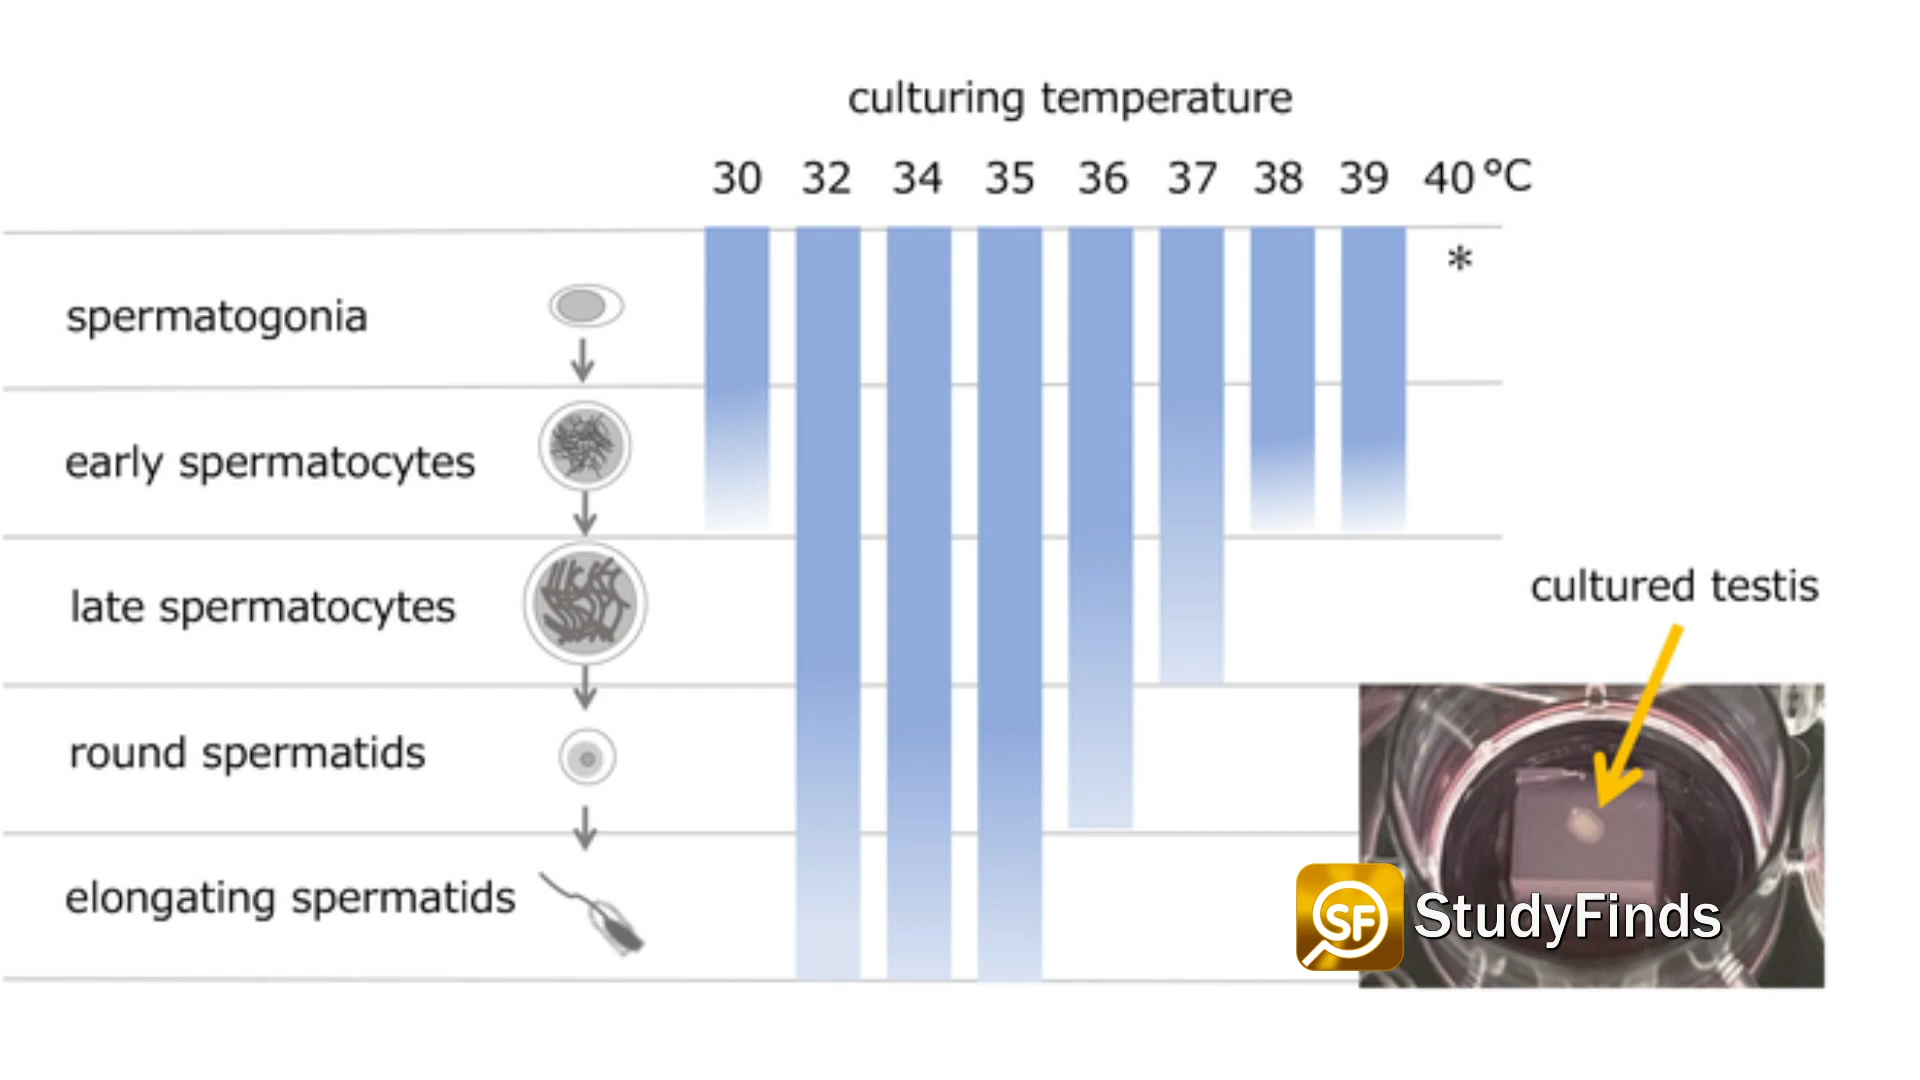 culturing temperature
30 32 34 35 36 37 38 39 40 °C
*
spermatogonia
early spermatocytes
late spermatocytes
round spermatids
elongating spermatids
cultured testis
SF StudyFinds